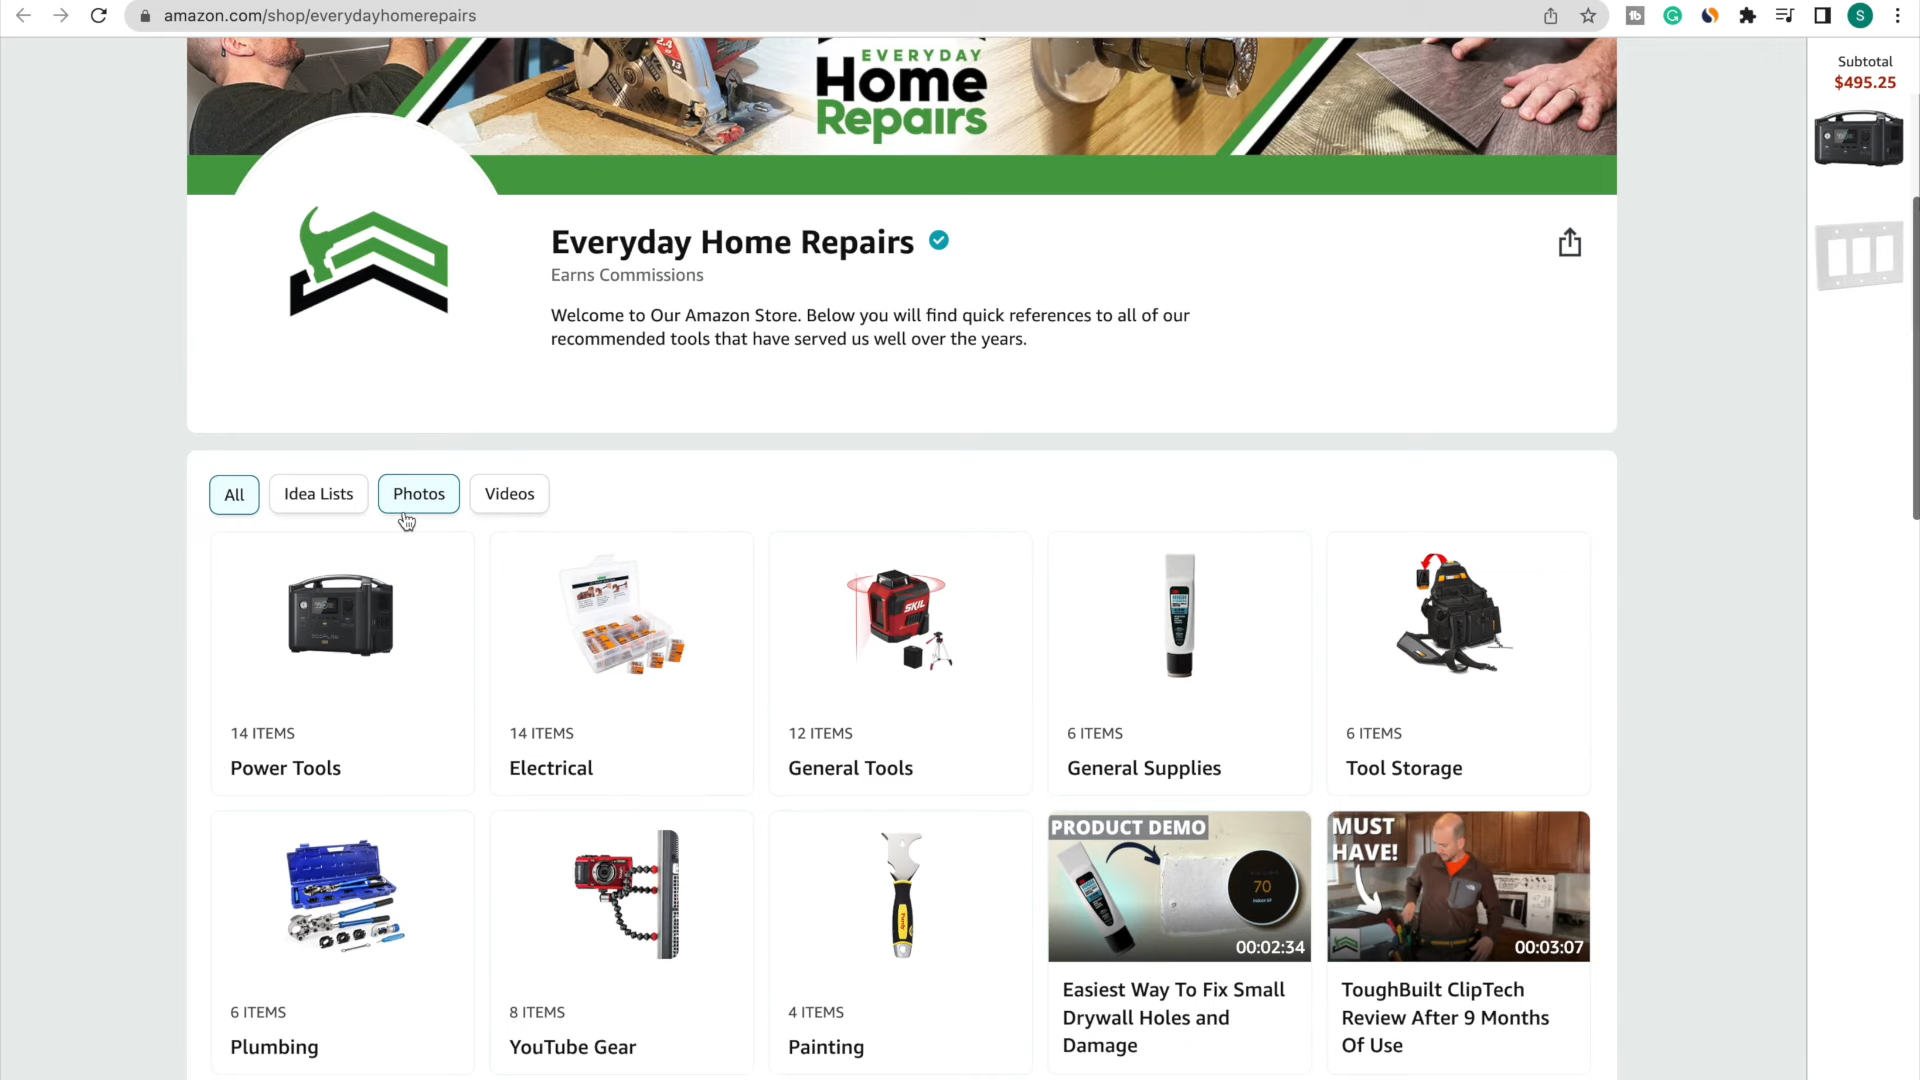 amazon.com/shop/everydayhomerepairs
S
Subtotal
$495.25
EVERYDAY
Home
Repairs
Everyday Home Repairs
Earns Commissions
Welcome to Our Amazon Store. Below you will find quick references to all of our
recommended tools that have served us well over the years.
All
Idea Lists
Photos
Videos
SKIL
14 ITEMS
Power Tools
14 ITEMS
Electrical
12 ITEMS
General Tools
6 ITEMS
General Supplies
6 ITEMS
Tool Storage
PRODUCT DEMO
70
00:02:34
MUST
HAVE!
00:03:07
Purdy
6 ITEMS
Plumbing
8 ITEMS
YouTube Gear
4 ITEMS
Painting
Easiest Way To Fix Small
Drywall Holes and
Damage
ToughBuilt ClipTech
Review After 9 Months
Of Use